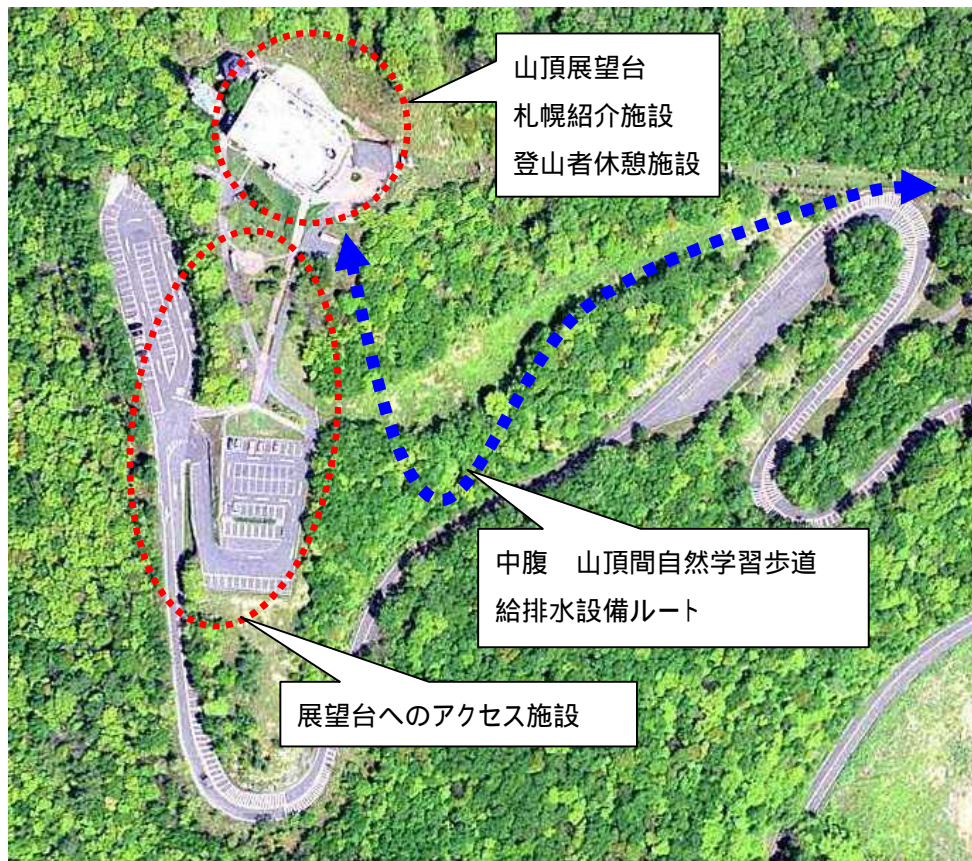 山頂展望台
札幌紹介施設
登山者休憩施設
中腹　山頂間自然学習歩道
給排水設備ルート
展望台へのアクセス施設